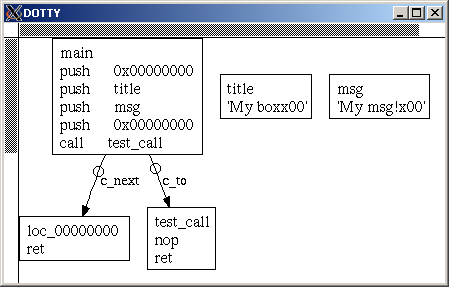 DOTTY
main
push 0x00000000
push title
push msg
push 0x00000000
call test_call
title
'My boxx00'
msg
'My msg!x00'
c_next
c_to
loc_00000000
ret
test_call
nop
ret